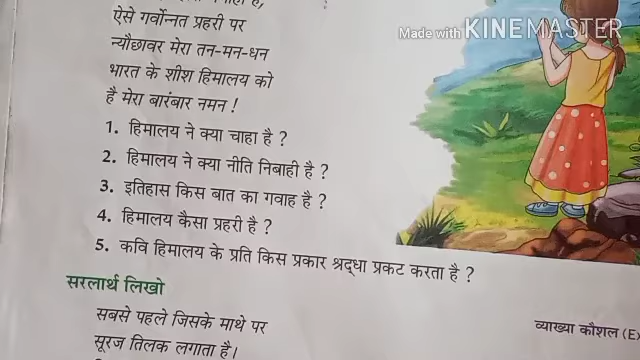 ऐसे गर्वोन्नत प्रहरी पर
न्यौछावर मेरा तन-मन-धन
भारत के शीश हिमालय को
है मेरा बारंबार नमन !
1. हिमालय ने क्या चाहा है ?
2. हिमालय ने क्या नीति निबाही है ?
3. इतिहास किस बात का गवाह है ?
4. हिमालय कैसा प्रहरी है ?
5. कवि हिमालय के प्रति किस प्रकार श्रद्धा प्रकट करता है ?
सरलार्थ लिखो
सबसे पहले जिसके माथे पर
सूरज तिलक लगाता है।
व्याख्या कौशल (E)
Made with KINEMASTER